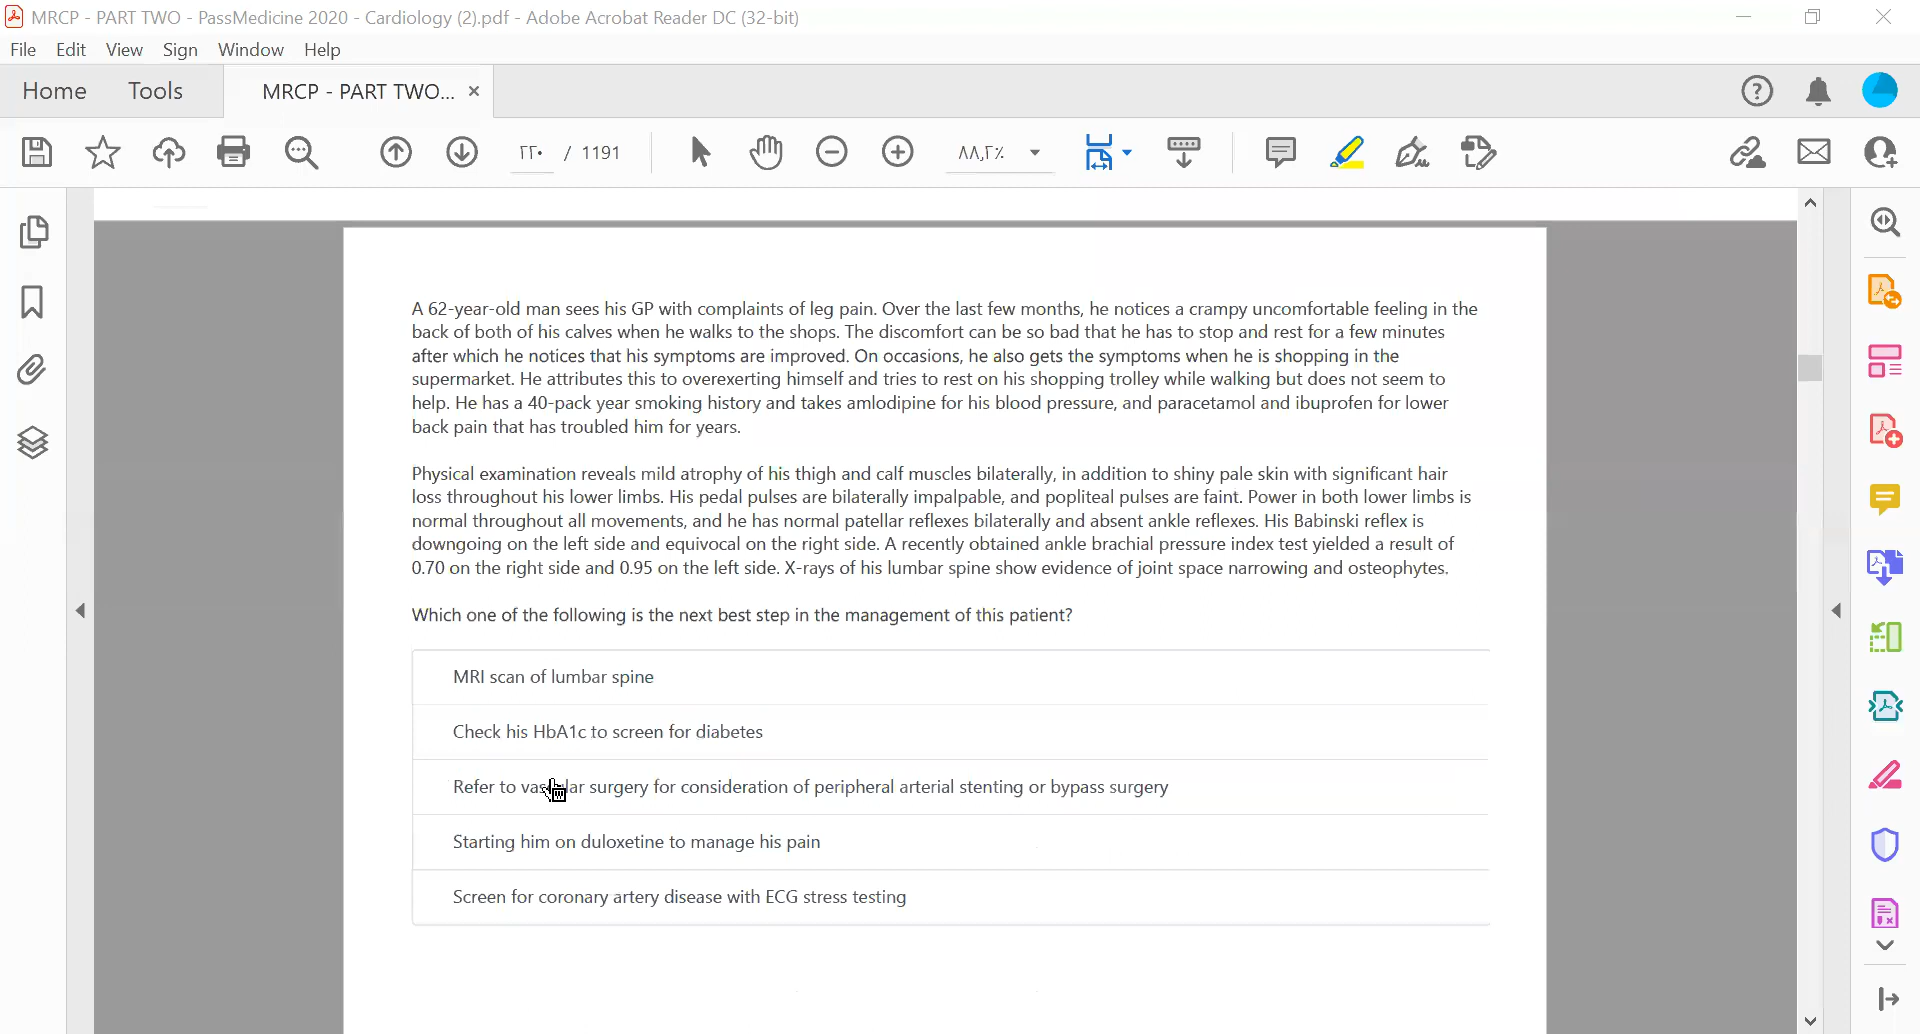 MRCP - PART TWO - PassMedicine 2020 - Cardiology (2).pdf - Adobe Acrobat Reader DC (32-bit)
File Edit View Sign Window Help
Home Tools MRCP - PART TWO... ×
٢٢٠ / 1191 ٨٨,٢٪
A 62-year-old man sees his GP with complaints of leg pain. Over the last few months, he notices a crampy uncomfortable feeling in the
back of both of his calves when he walks to the shops. The discomfort can be so bad that he has to stop and rest for a few minutes
after which he notices that his symptoms are improved. On occasions, he also gets the symptoms when he is shopping in the
supermarket. He attributes this to overexerting himself and tries to rest on his shopping trolley while walking but does not seem to
help. He has a 40-pack year smoking history and takes amlodipine for his blood pressure, and paracetamol and ibuprofen for lower
back pain that has troubled him for years.
Physical examination reveals mild atrophy of his thigh and calf muscles bilaterally, in addition to shiny pale skin with significant hair
loss throughout his lower limbs. His pedal pulses are bilaterally impalpable, and popliteal pulses are faint. Power in both lower limbs is
normal throughout all movements, and he has normal patellar reflexes bilaterally and absent ankle reflexes. His Babinski reflex is
downgoing on the left side and equivocal on the right side. A recently obtained ankle brachial pressure index test yielded a result of
0.70 on the right side and 0.95 on the left side. X-rays of his lumbar spine show evidence of joint space narrowing and osteophytes.
Which one of the following is the next best step in the management of this patient?
MRI scan of lumbar spine
Check his HbA1c to screen for diabetes
Refer to vascular surgery for consideration of peripheral arterial stenting or bypass surgery
Starting him on duloxetine to manage his pain
Screen for coronary artery disease with ECG stress testing